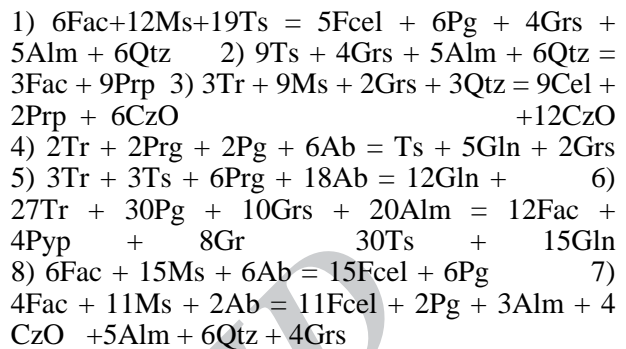 1) 6Fac+12Ms+19Ts = 5Fcel + 6Pg + 4Grs +
5Alm + 6Qtz 2) 9Ts + 4Grs + 5Alm + 6Qtz =
3Fac + 9Prp 3) 3Tr + 9Ms + 2Grs + 3Qtz = 9Cel +
2Prp + 6CzO +12CzO
4) 2Tr + 2Prg + 2Pg + 6Ab = Ts + 5Gln + 2Grs
5) 3Tr + 3Ts + 6Prg + 18Ab = 12Gln + 6)
27Tr + 30Pg + 10Grs + 20Alm = 12Fac +
4Pyp + 8Gr 30Ts + 15Gln
8) 6Fac + 15Ms + 6Ab = 15Fcel + 6Pg 7)
4Fac + 11Ms + 2Ab = 11Fcel + 2Pg + 3Alm + 4
CzO +5Alm + 6Qtz + 4Grs